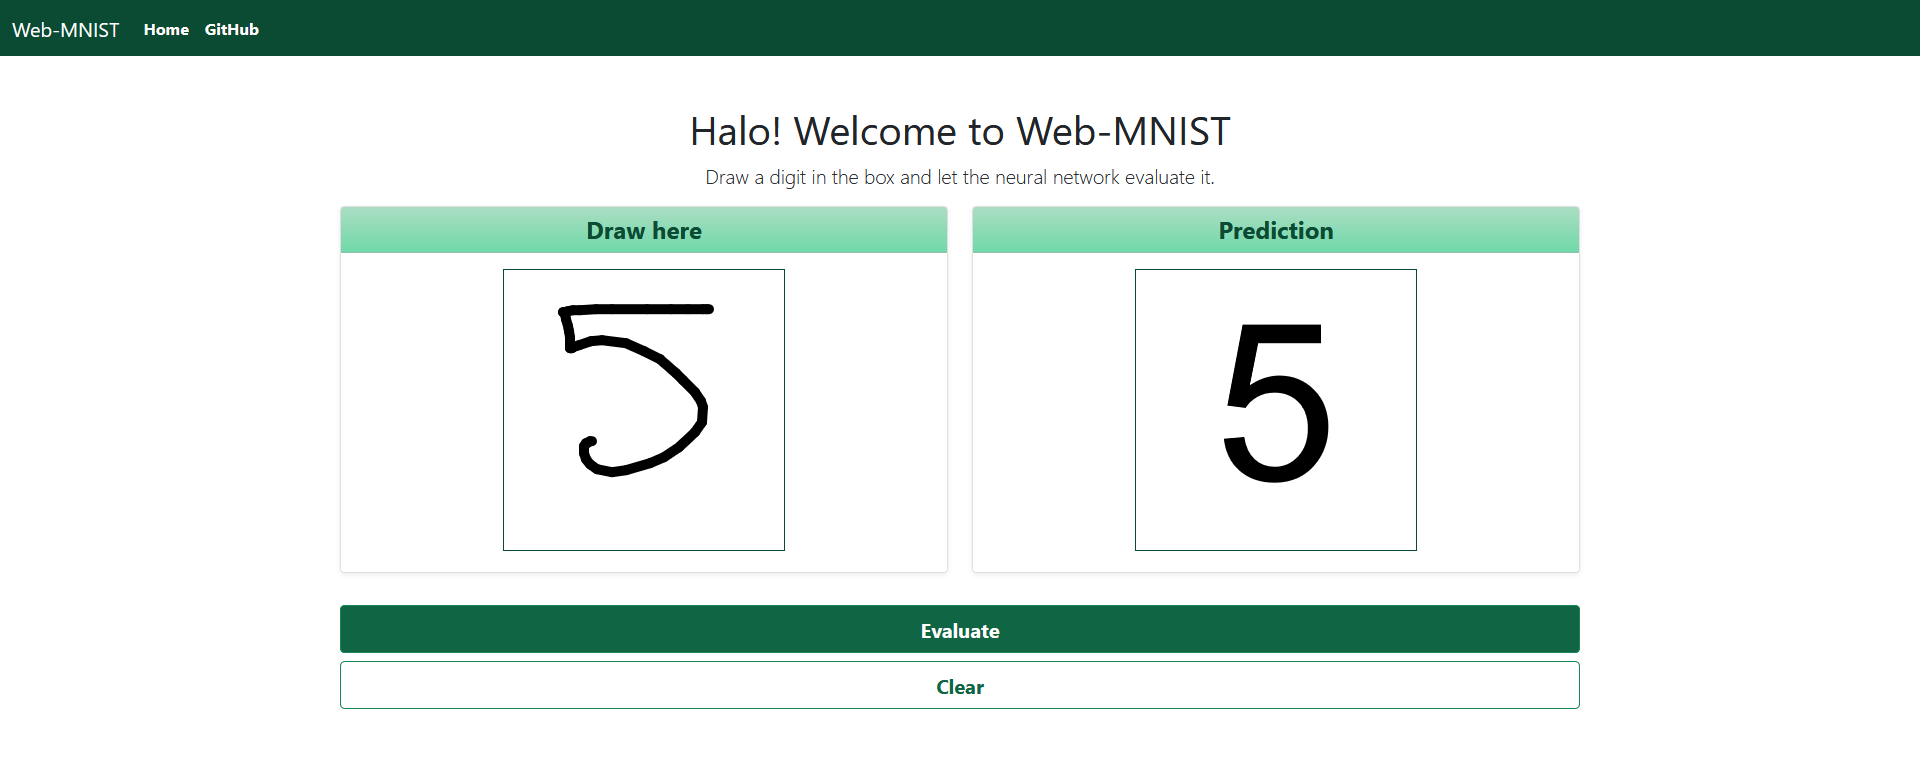 Web-MNIST Home GitHub
Halo! Welcome to Web-MNIST
Draw a digit in the box and let the neural network evaluate it.
Draw here
5
Prediction
5
Evaluate
Clear